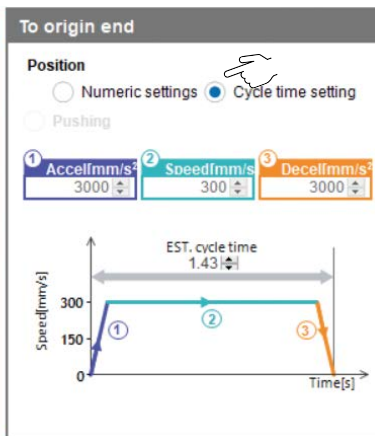 To origin end
Position
Numeric settings Cycle time setting
Pushing
1 2 3
Accel[mm/s² Speed[mm/s Decel[mm/s²
3000 300 3000
EST. cycle time
1.43
Speed[mm/s]
300
150
0
1
2
3
Time[s]